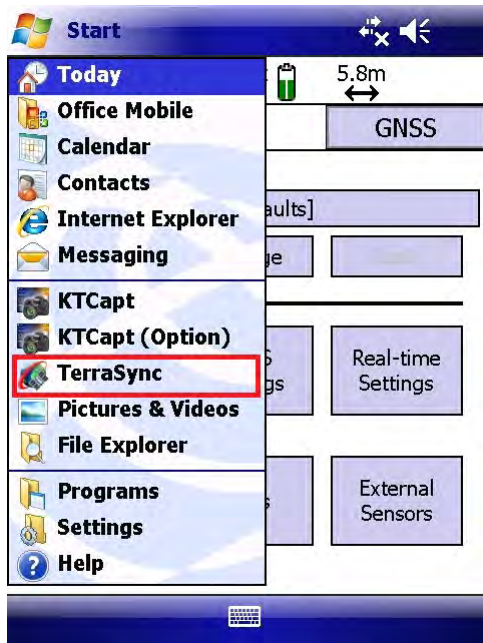 Start
Today
5.8m
Office Mobile
GNSS
Calendar
Contacts
Internet Explorer
aults]
Messaging
ge
KTCapt
KTCapt (Option)
TerraSync
gs
Real-time
Settings
Pictures & Videos
File Explorer
Programs
External
Sensors
Settings
Help